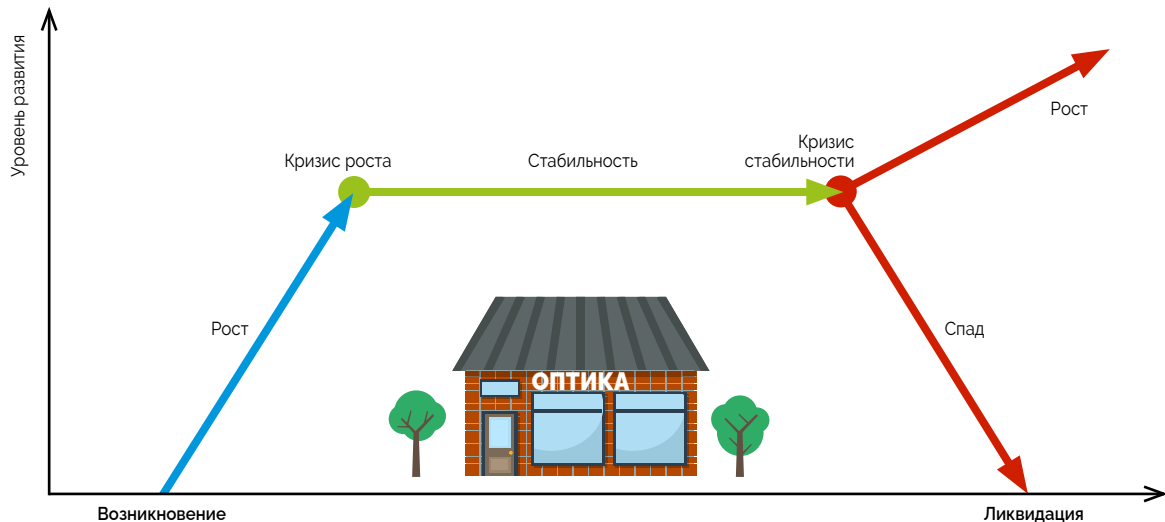 Уровень развития
Кризис роста
Стабильность
Кризис
стабильности
Рост
Рост
Спад
ОПТИКА
Возникновение
Ликвидация